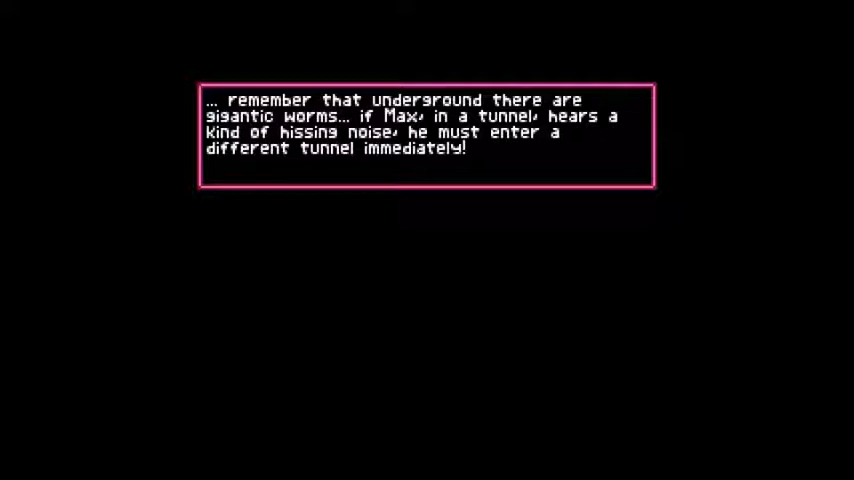 … remember that underground there are
gigantic worms… if Max, in a tunnel, hears a
kind of hissing noise, he must enter a
different tunnel immediately!